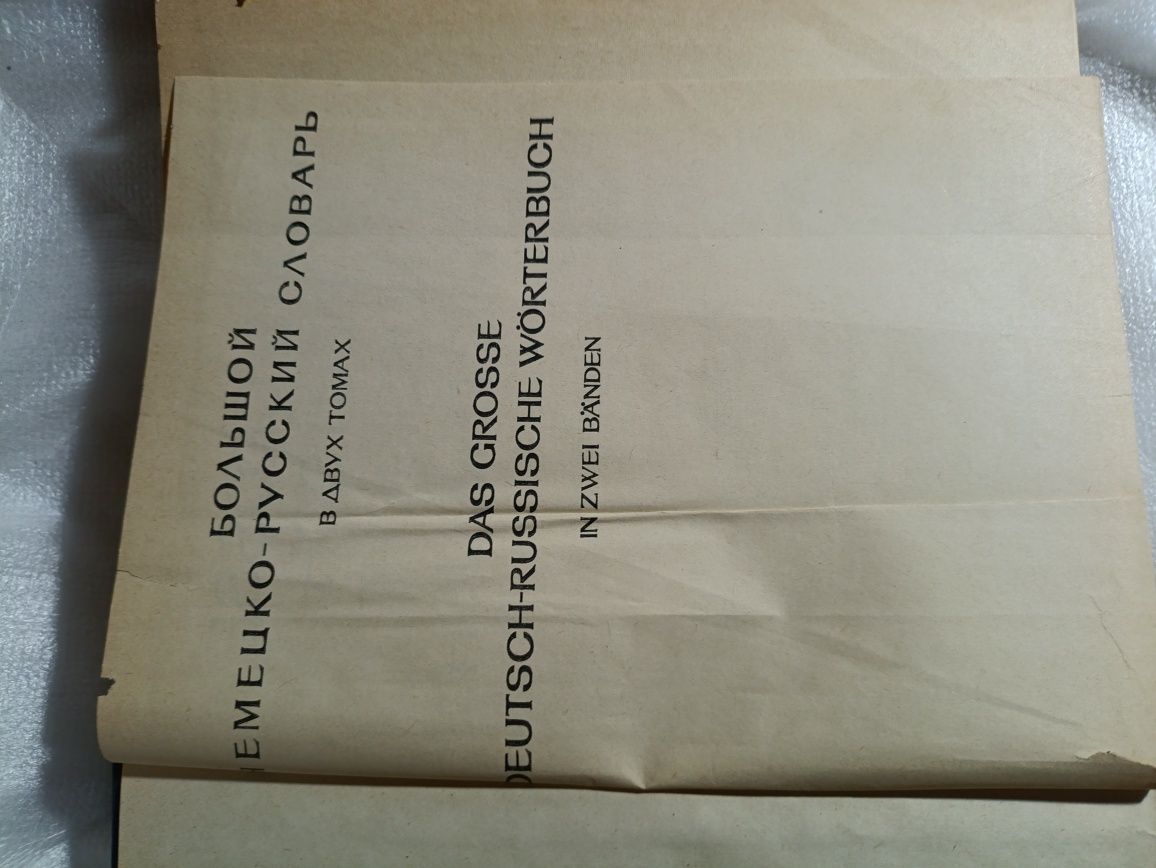 БОЛЬШОЙ
НЕМЕЦКО-РУССКИЙ СЛОВАРЬ
В ДВУХ ТОМАХ
DAS GROSSE
DEUTSCH-RUSSISCHE WÖRTERBUCH
IN ZWEI BÄNDEN